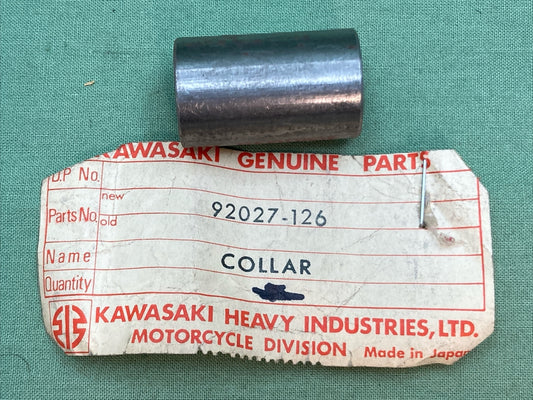 KAWASAKI GENUINE PARTS
D.P No.
new
Parts No. old 92027-126
Name COLLAR
Quantity
KAWASAKI HEAVY INDUSTRIES, LTD.
MOTORCYCLE DIVISION Made in Japan